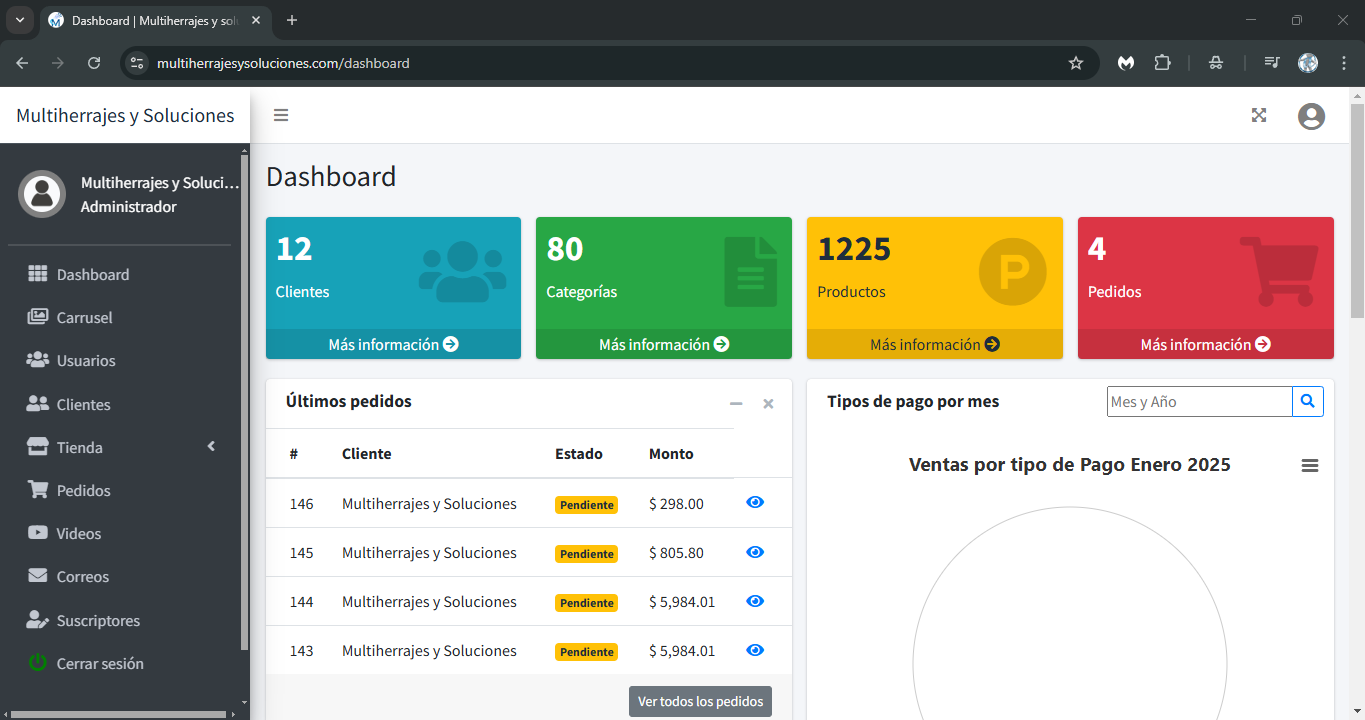 Dashboard | Multiherrajes y solu
multiherrajesysoluciones.com/dashboard
Multiherrajes y Soluciones
Multiherrajes y Soluci...
Administrador
Dashboard
Carrusel
Usuarios
Clientes
Tienda
Pedidos
Videos
Correos
Suscriptores
Cerrar sesión
Dashboard
12
Clientes
Más información
80
Categorías
Más información
1225
Productos
Más información
P
4
Pedidos
Más información
Últimos pedidos
# Cliente Estado Monto
146 Multiherrajes y Soluciones Pendiente $ 298.00
145 Multiherrajes y Soluciones Pendiente $ 805.80
144 Multiherrajes y Soluciones Pendiente $ 5,984.01
143 Multiherrajes y Soluciones Pendiente $ 5,984.01
Ver todos los pedidos
Tipos de pago por mes
Mes y Año
Ventas por tipo de Pago Enero 2025